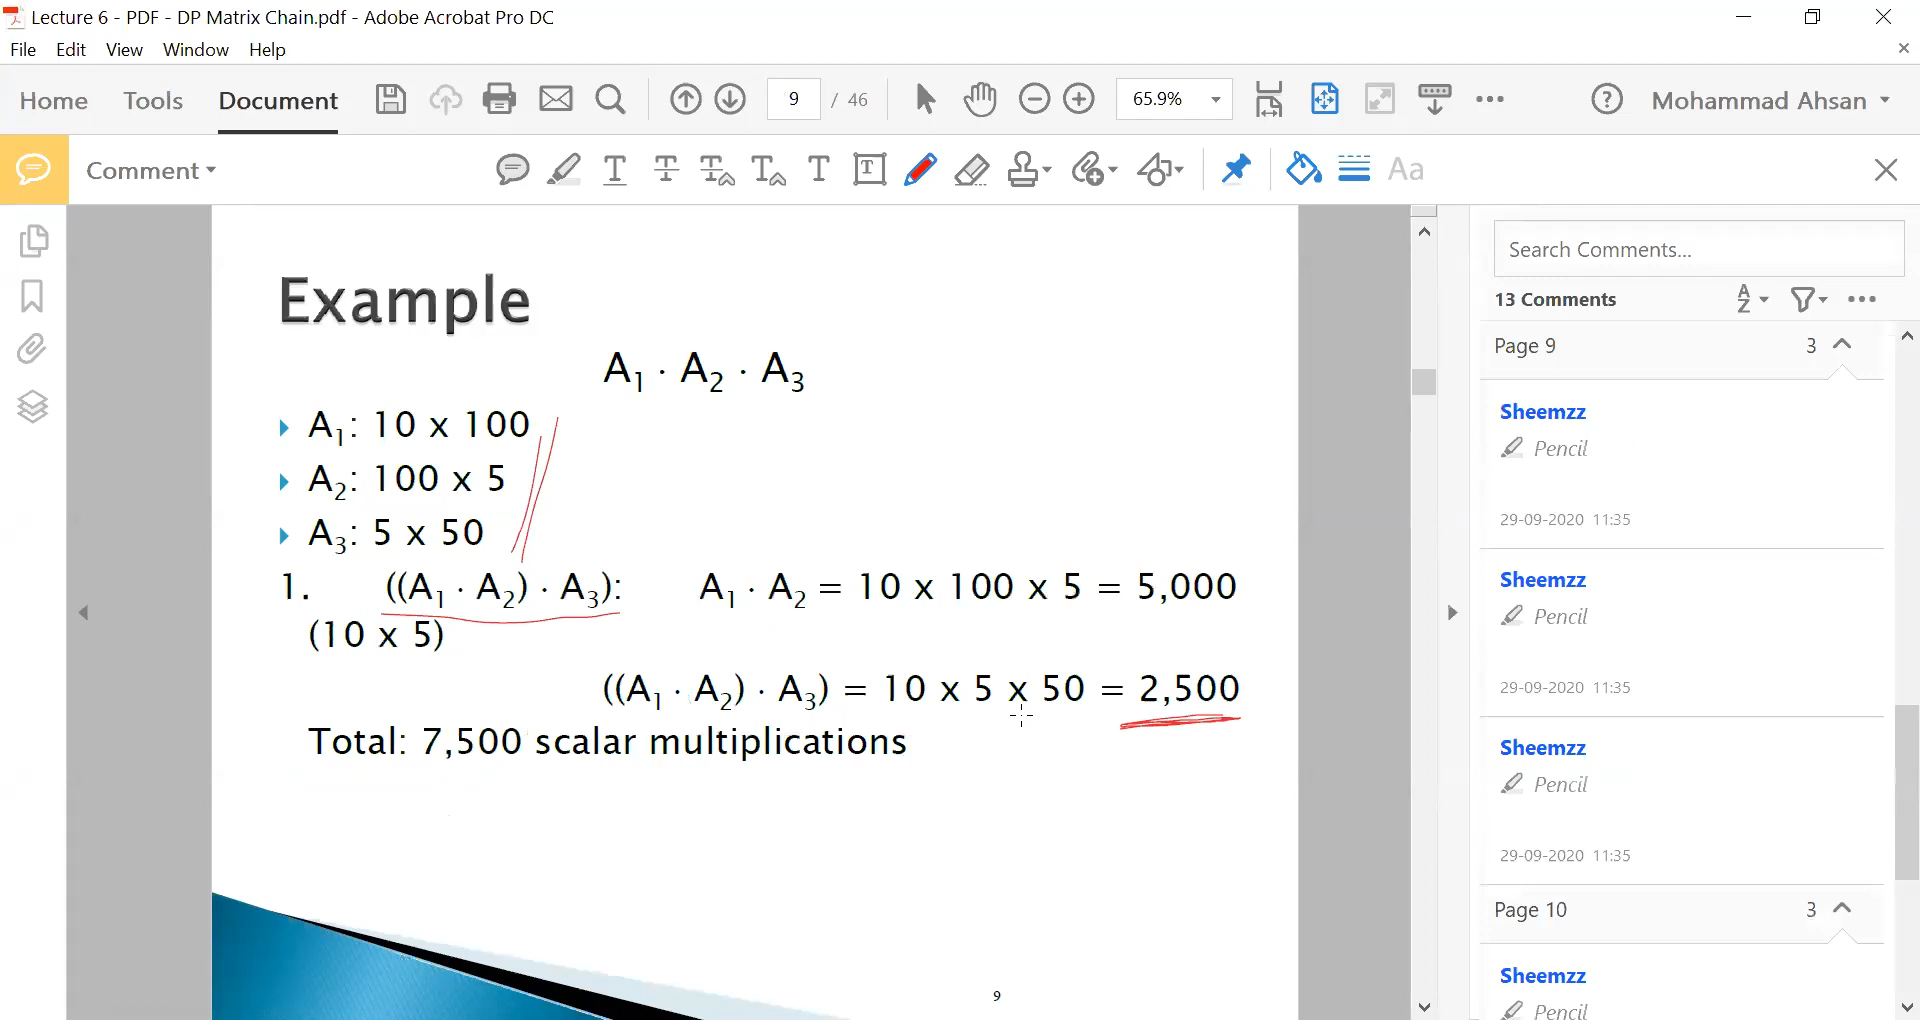 Lecture 6 - PDF - DP Matrix Chain.pdf - Adobe Acrobat Pro DC
File Edit View Window Help
Home Tools Document 9 / 46 65.9% Mohammad Ahsan
Comment Aa
Search Comments...
13 Comments
Page 9 3
Sheemzz
Pencil
29-09-2020 11:35
Sheemzz
Pencil
29-09-2020 11:35
Sheemzz
Pencil
29-09-2020 11:35
Page 10 3
Sheemzz
Pencil
Example
A₁ · A₂ · A₃
A₁: 10 x 100
A₂: 100 x 5
A₃: 5 x 50
1. ((A₁ · A₂) · A₃): A₁ · A₂ = 10 x 100 x 5 = 5,000
(10 x 5)
((A₁ · A₂) · A₃) = 10 x 5 x 50 = 2,500
Total: 7,500 scalar multiplications
9